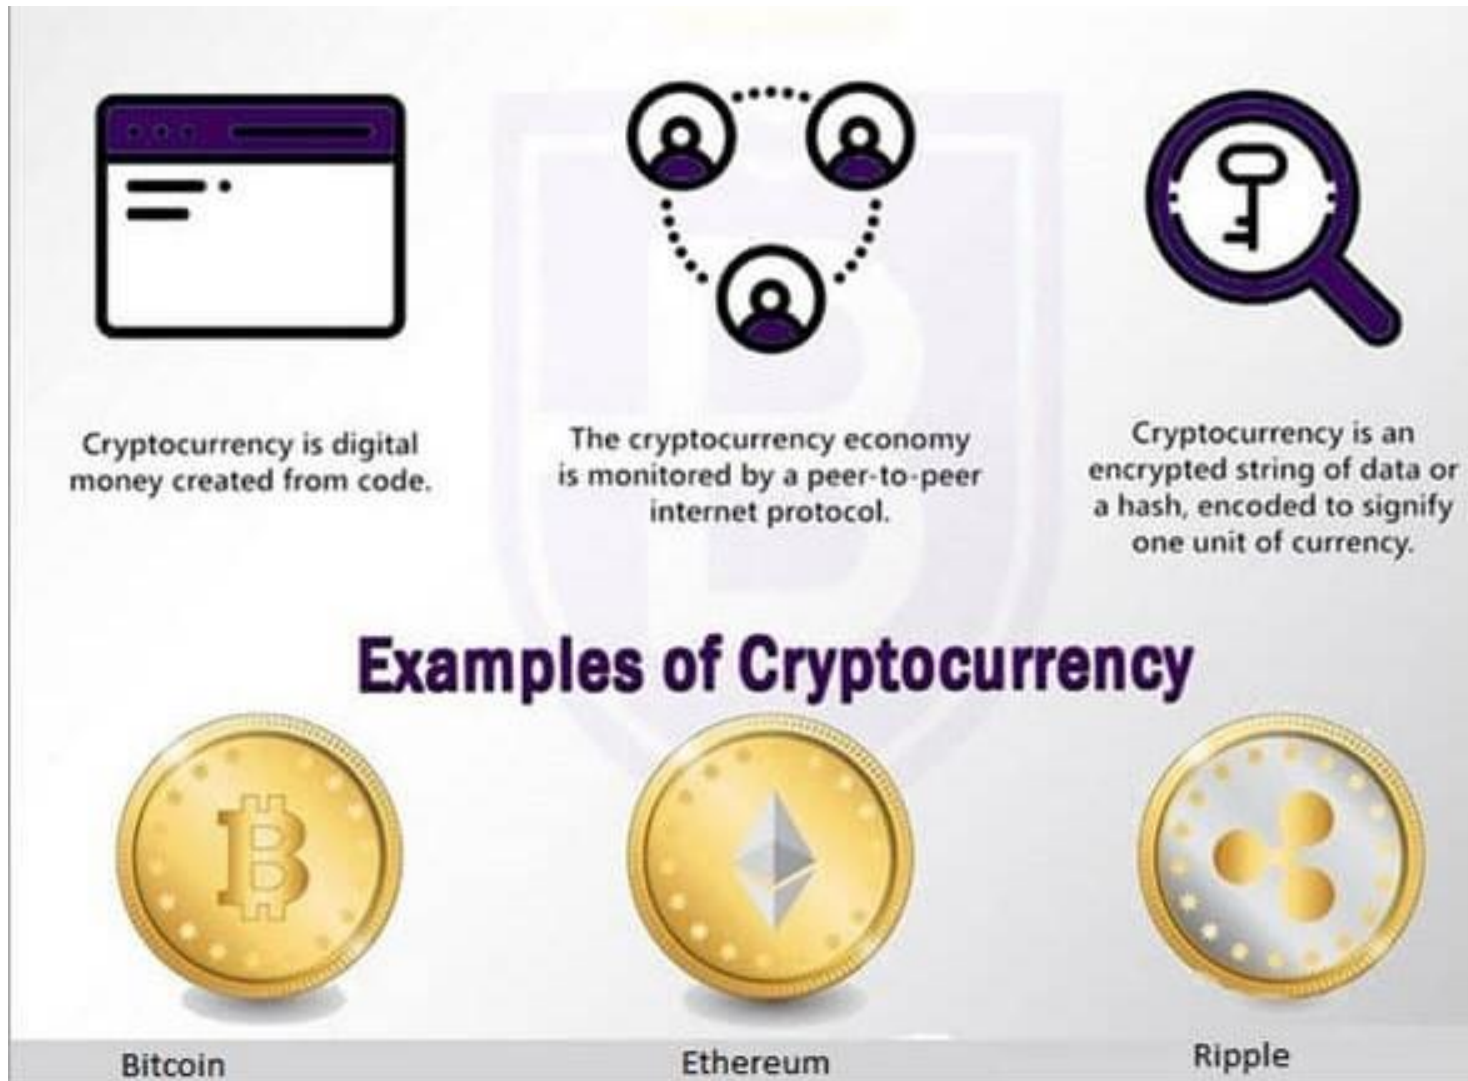 Cryptocurrency is digital
money created from code.
The cryptocurrency economy
is monitored by a peer-to-peer
internet protocol.
Cryptocurrency is an
encrypted string of data or
a hash, encoded to signify
one unit of currency.
Examples of Cryptocurrency
Bitcoin
Ethereum
Ripple